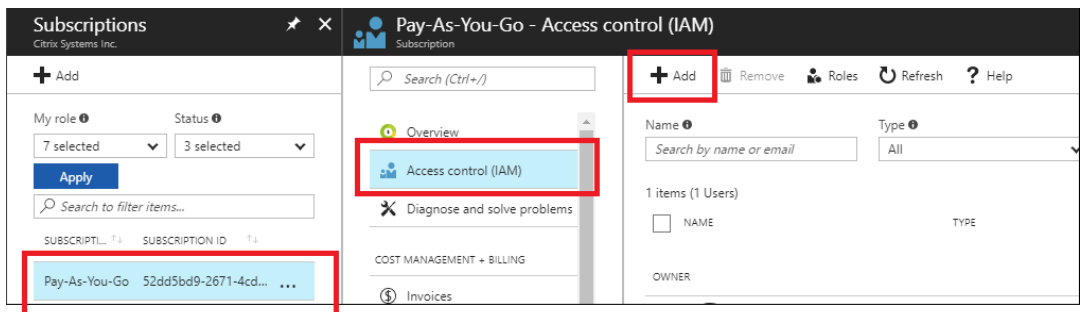 Subscriptions
Citrix Systems Inc.
Add
My role
Status
7 selected
3 selected
Apply
Search to filter items...
SUBSCRIPTI...
SUBSCRIPTION ID
Pay-As-You-Go 52dd5bd9-2671-4cd... ...
Pay-As-You-Go - Access control (IAM)
Subscription
Search (Ctrl+/)
Overview
Access control (IAM)
Diagnose and solve problems
COST MANAGEMENT + BILLING
Invoices
Add
Remove
Roles
Refresh
? Help
Name
Type
Search by name or email
All
1 items (1 Users)
NAME
TYPE
OWNER